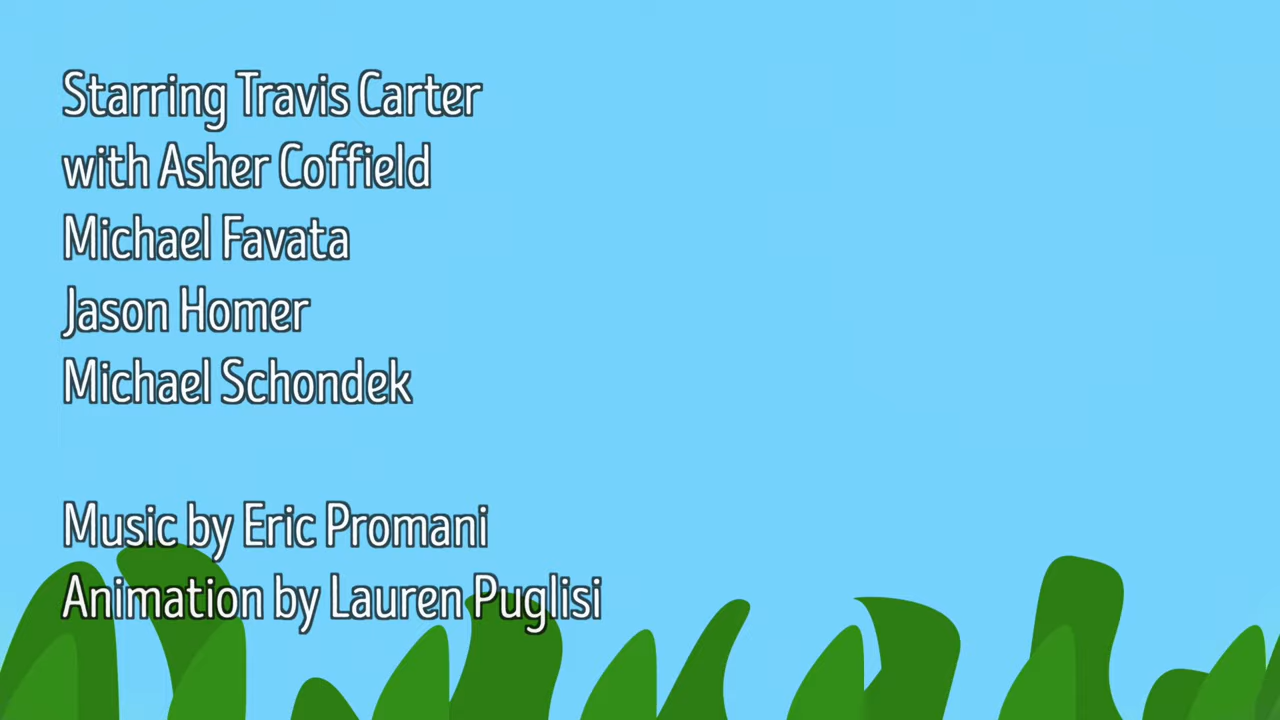 Starring Travis Carter
with Asher Coffield
Michael Favata
Jason Homer
Michael Schondek
Music by Eric Promani
Animation by Lauren Puglisi